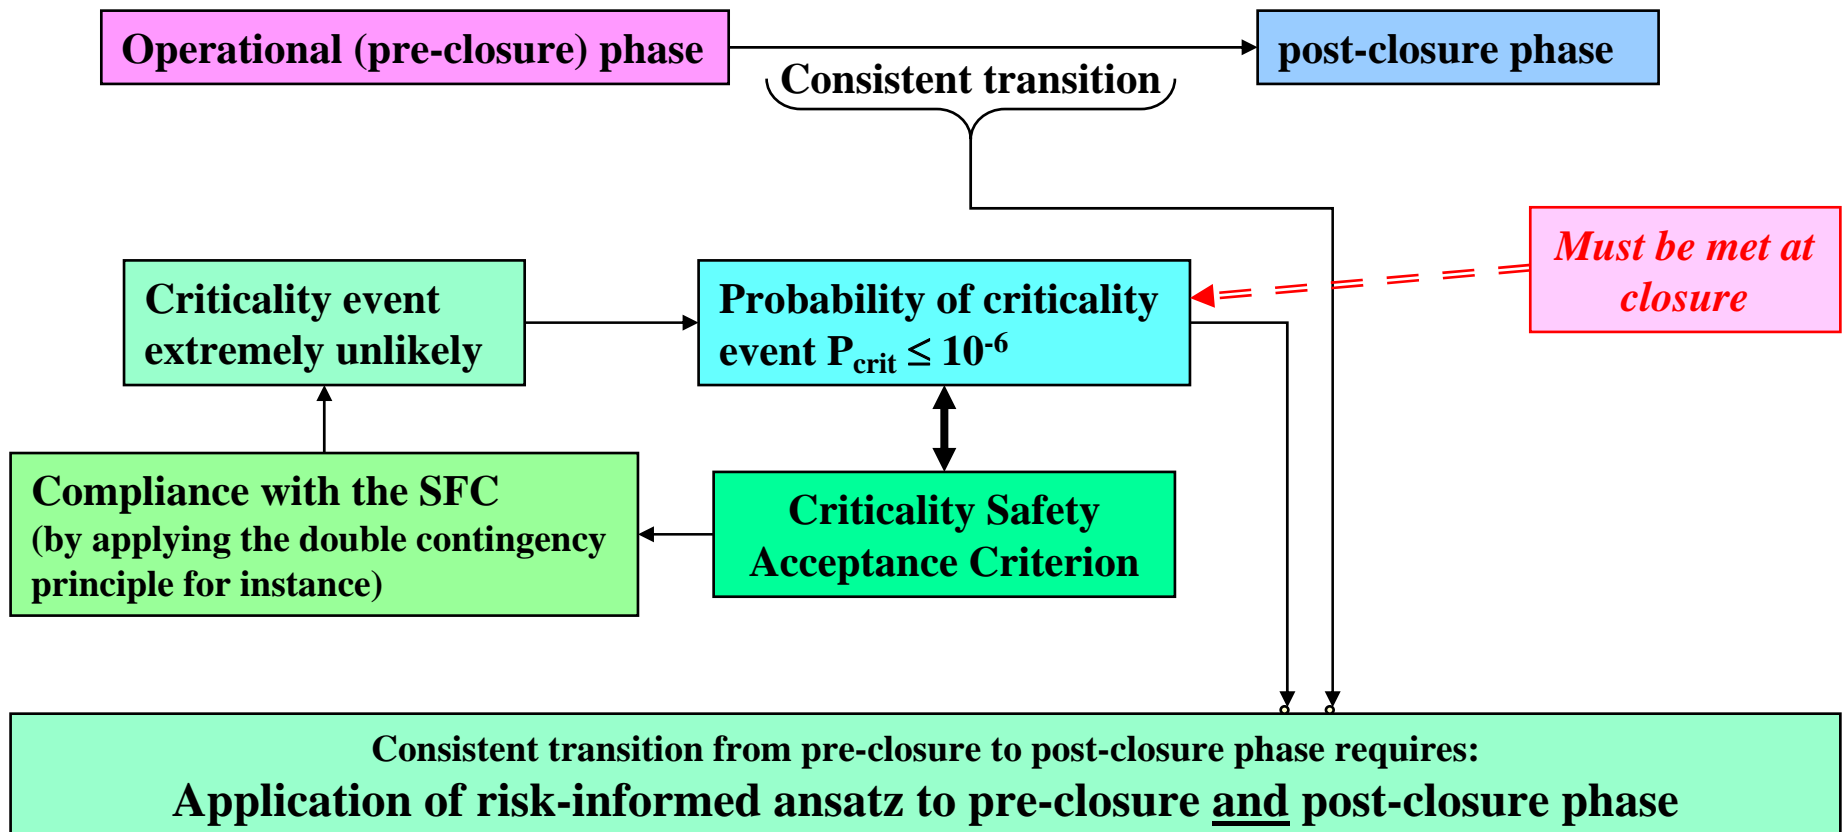 Operational (pre-closure) phase
post-closure phase
Consistent transition
Must be met at
closure
Criticality event
extremely unlikely
Probability of criticality
event P_crit ≤ 10^-6
Compliance with the SFC
(by applying the double contingency
principle for instance)
Criticality Safety
Acceptance Criterion
Consistent transition from pre-closure to post-closure phase requires:
Application of risk-informed ansatz to pre-closure and post-closure phase